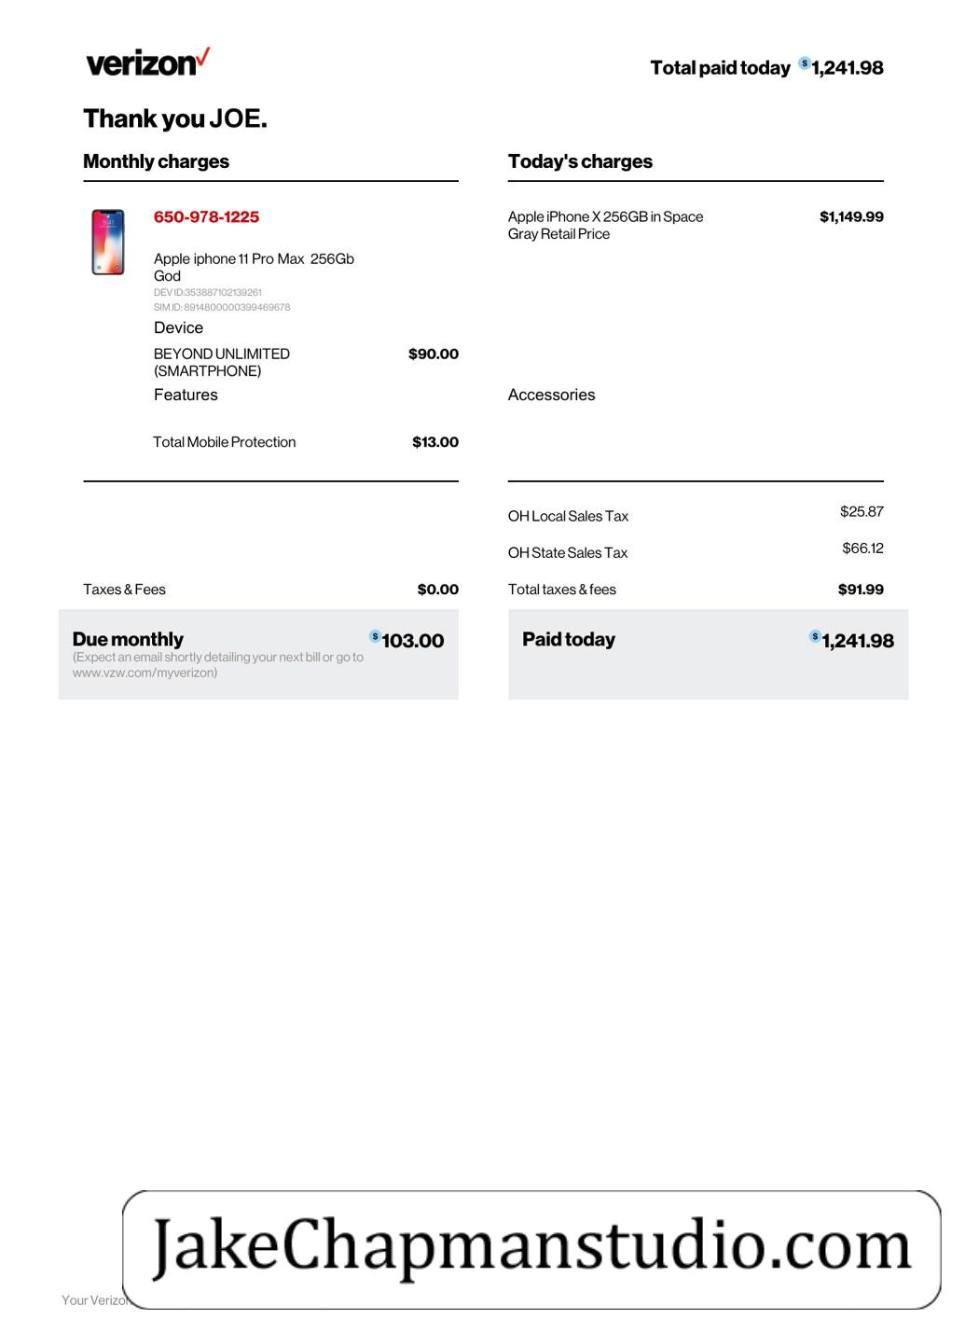 verizon
Total paid today $1,241.98
Thank you JOE.
Monthly charges
650-978-1225
Apple iphone 11 Pro Max 256Gb
God
DEV ID:353887102139261
SIM ID: 8914800000399469678
Device
BEYOND UNLIMITED $90.00
(SMARTPHONE)
Features
Total Mobile Protection $13.00
Taxes & Fees $0.00
Due monthly $103.00
(Expect an email shortly detailing your next bill or go to
www.vzw.com/myverizon)
Today's charges
Apple iPhone X 256GB in Space $1,149.99
Gray Retail Price
Accessories
OH Local Sales Tax $25.87
OH State Sales Tax $66.12
Total taxes & fees $91.99
Paid today $1,241.98
JakeChapmanstudio.com
Your Verizon